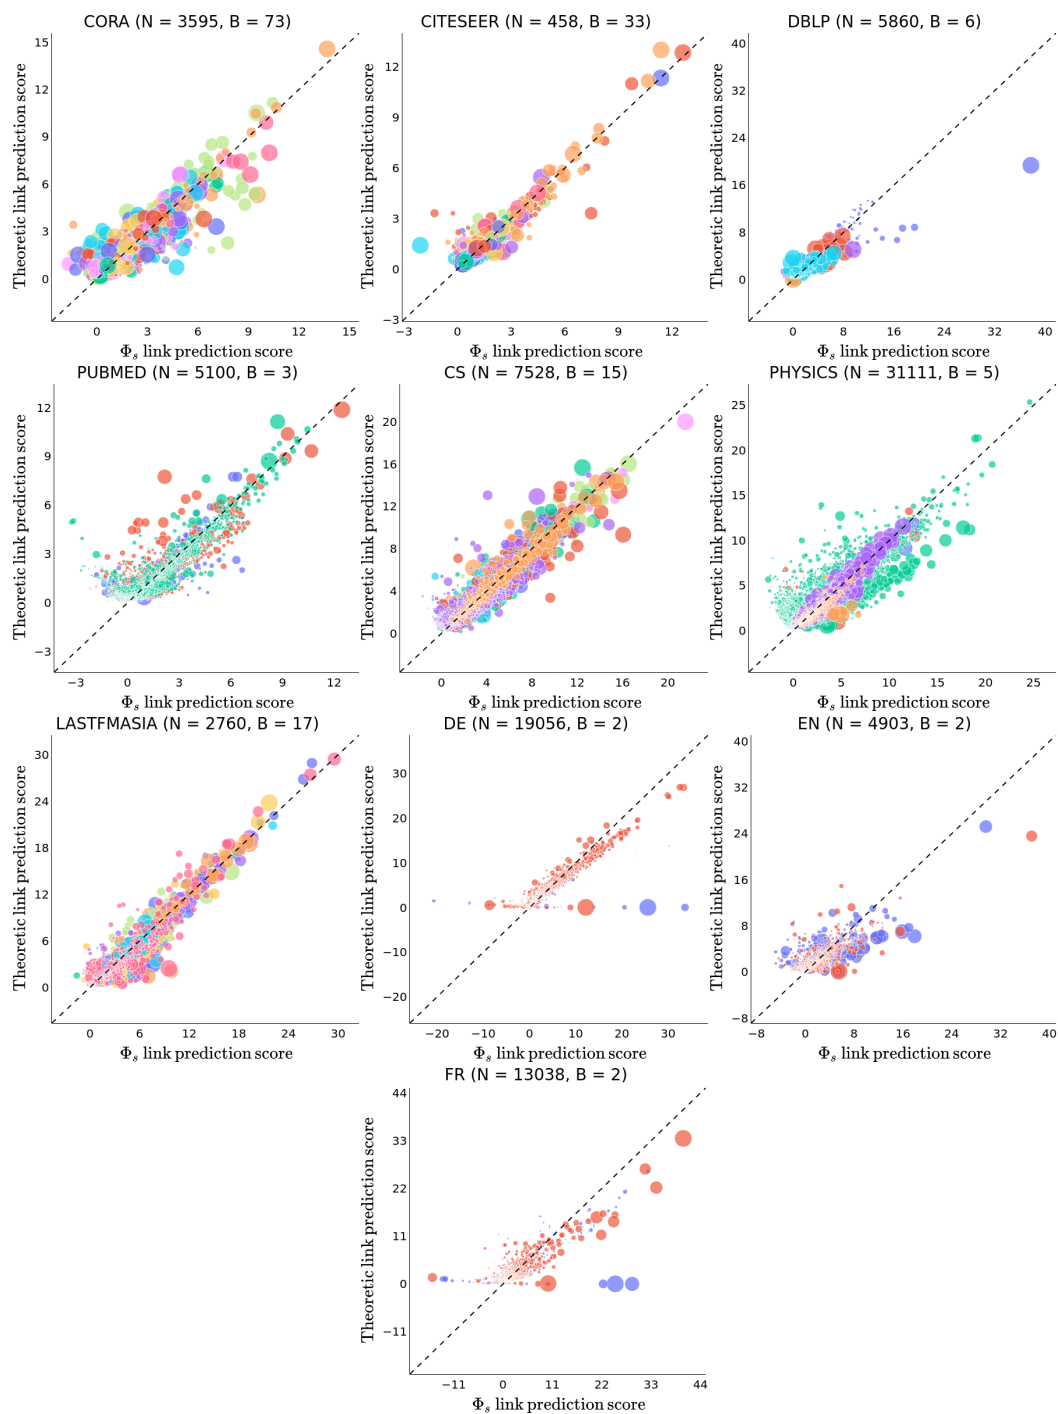 CORA (N = 3595, B = 73)
15
12
9
6
3
0
Theoretic link prediction score
0 3 6 9 12 15
Φs link prediction score
CITESEER (N = 458, B = 33)
12
9
6
3
0
−3
Theoretic link prediction score
−3 0 3 6 9 12
Φs link prediction score
DBLP (N = 5860, B = 6)
40
32
24
16
8
0
Theoretic link prediction score
0 8 16 24 32 40
Φs link prediction score
PUBMED (N = 5100, B = 3)
12
9
6
3
0
−3
Theoretic link prediction score
−3 0 3 6 9 12
Φs link prediction score
CS (N = 7528, B = 15)
20
16
12
8
4
0
Theoretic link prediction score
0 4 8 12 16 20
Φs link prediction score
PHYSICS (N = 31111, B = 5)
25
20
15
10
5
0
Theoretic link prediction score
0 5 10 15 20 25
Φs link prediction score
LASTFMASIA (N = 2760, B = 17)
30
24
18
12
6
0
Theoretic link prediction score
0 6 12 18 24 30
Φs link prediction score
DE (N = 19056, B = 2)
30
20
10
0
−10
−20
Theoretic link prediction score
−20 −10 0 10 20 30
Φs link prediction score
EN (N = 4903, B = 2)
40
32
24
16
8
0
−8
Theoretic link prediction score
−8 0 8 16 24 32 40
Φs link prediction score
FR (N = 13038, B = 2)
44
33
22
11
0
−11
Theoretic link prediction score
−11 0 11 22 33 44
Φs link prediction score